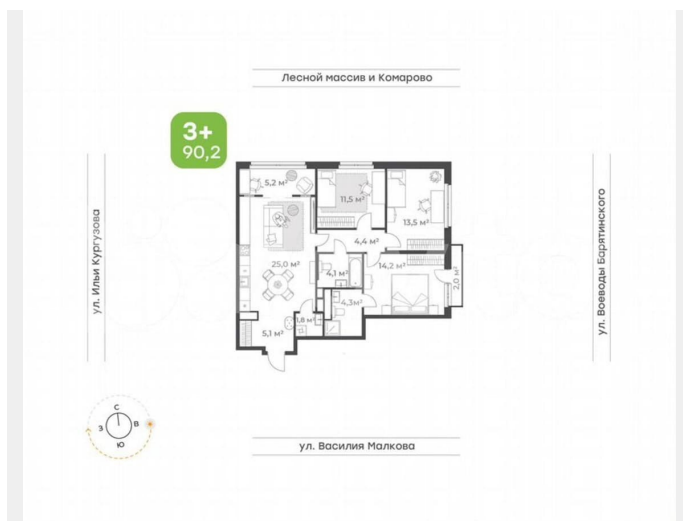 Лесной массив и Комарово
3+
90,2
ул. Ильи Кургузова
ул. Воеводы Барятинского
5,2 м²
11,5 м²
13,5 м²
4,4 м²
25,0 м²
4,1 м²
14,2 м²
2,0 м²
4,3 м²
1,8 м²
5,1 м²
С
З
В
Ю
ул. Василия Малкова